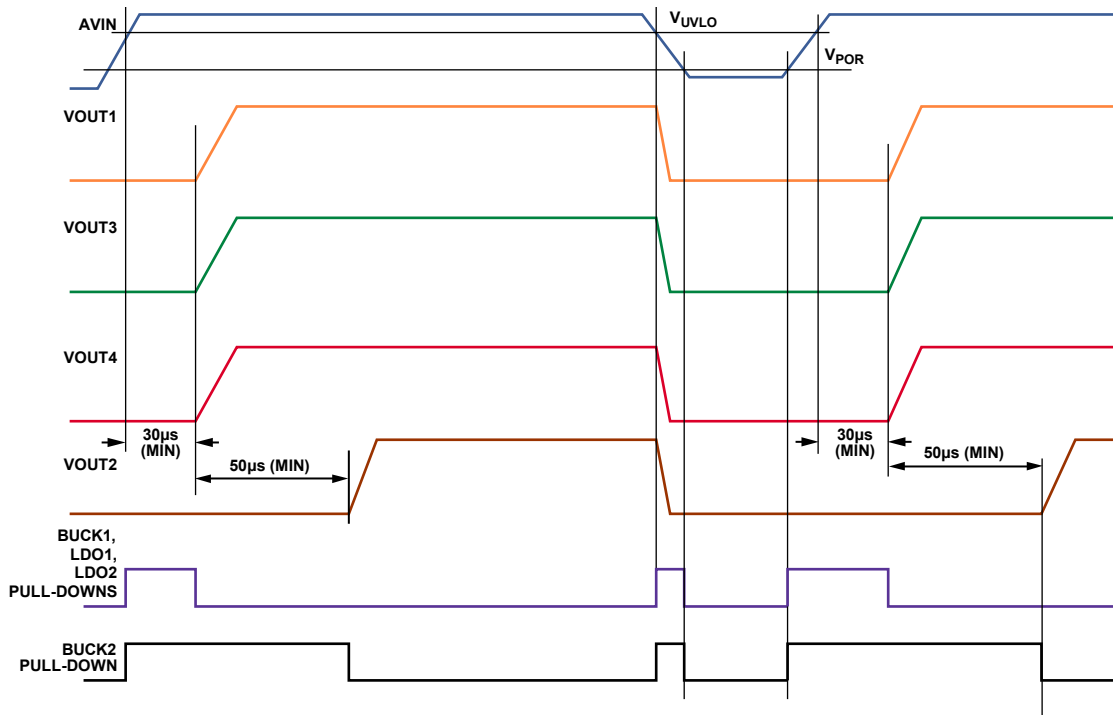 AVIN
VUVLO
VPOR
VOUT1
VOUT3
VOUT4
30µs
(MIN)
30µs
(MIN)
VOUT2
50µs (MIN)
50µs (MIN)
BUCK1,
LDO1,
LDO2
PULL-DOWNS
BUCK2
PULL-DOWN